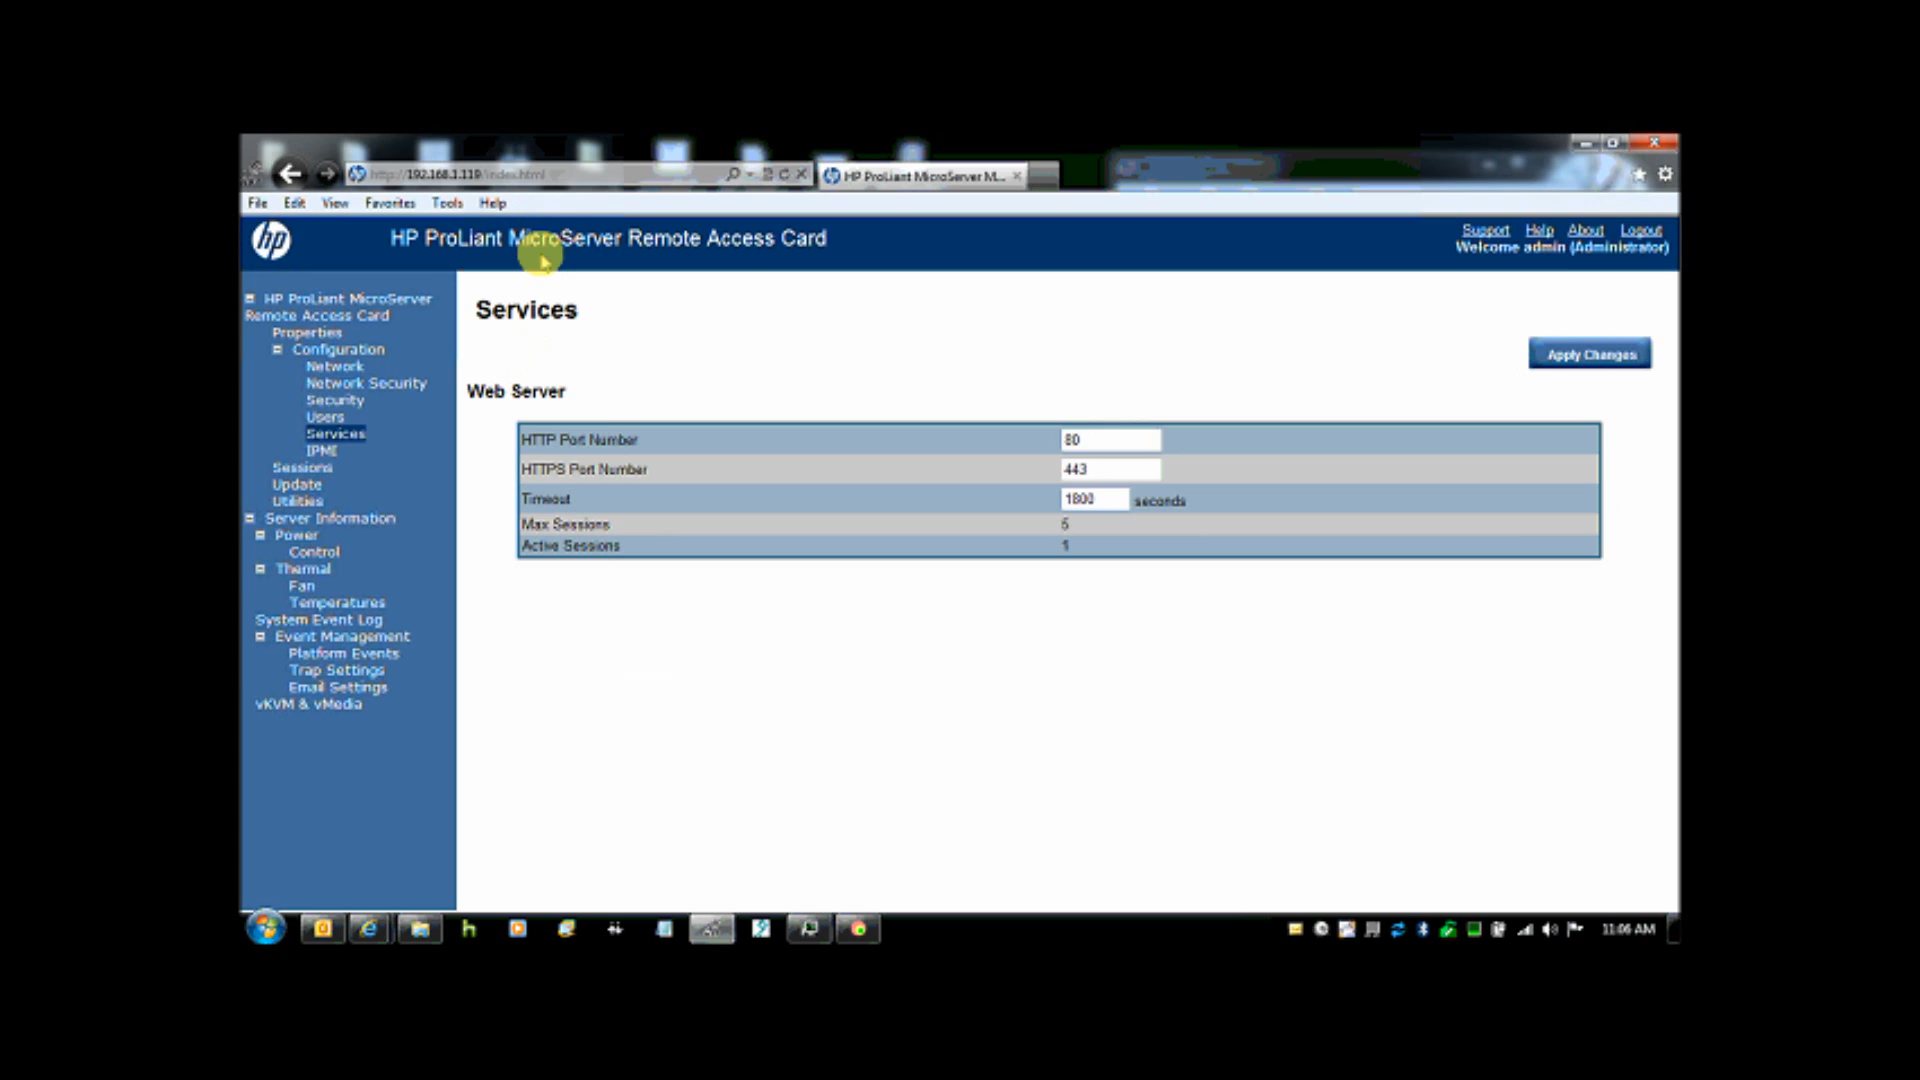 http://192.168.1.119/index.html
HP ProLiant MicroServer M...
File Edit View Favorites Tools Help
hp
HP ProLiant MicroServer Remote Access Card
Support Help About Logout
Welcome admin (Administrator)
HP ProLiant MicroServer
Remote Access Card
Properties
Configuration
Network
Network Security
Security
Users
Services
IPMI
Sessions
Update
Utilities
Server Information
Power
Control
Thermal
Fan
Temperatures
System Event Log
Event Management
Platform Events
Trap Settings
Email Settings
vKVM & vMedia
Services
Apply Changes
Web Server
HTTP Port Number 80
HTTPS Port Number 443
Timeout 1800 seconds
Max Sessions 5
Active Sessions 1
11:06 AM